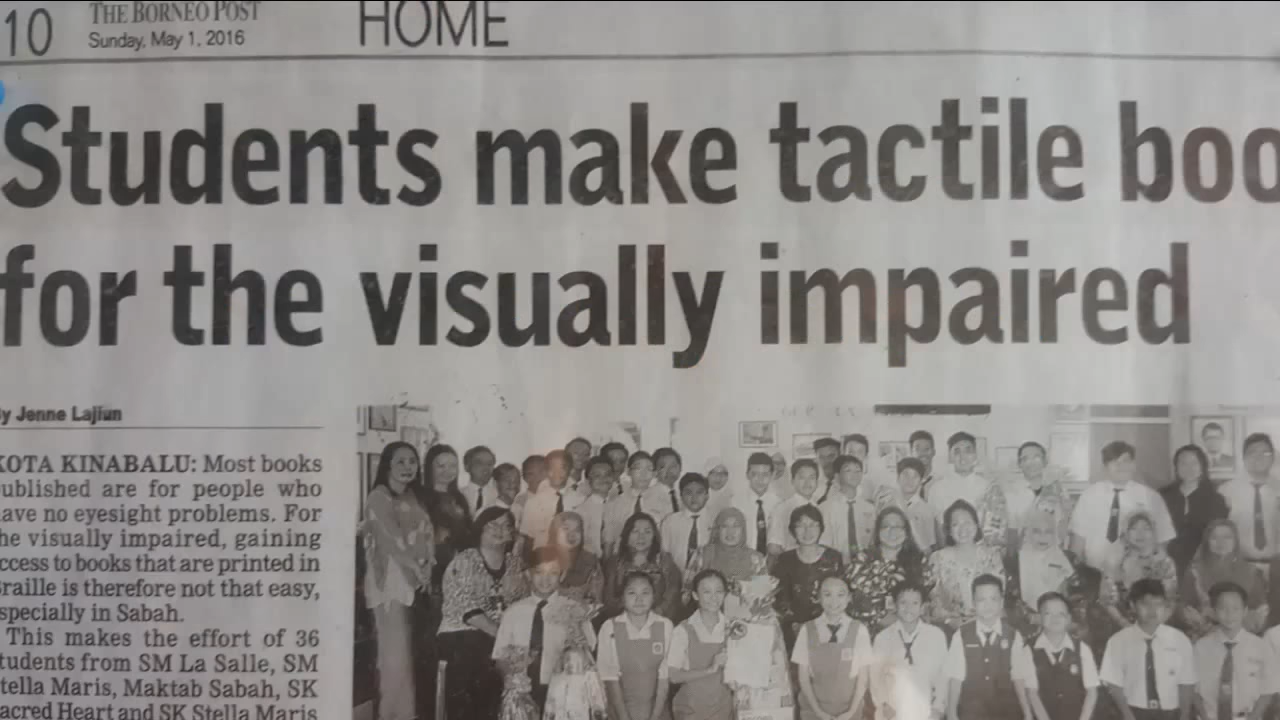 10
THE BORNEO POST
Sunday, May 1, 2016
HOME
Students make tactile boo
for the visually impaired
y Jenne Lajiun
KOTA KINABALU: Most books
ublished are for people who
ave no eyesight problems. For
he visually impaired, gaining
ccess to books that are printed in
raille is therefore not that easy,
specially in Sabah.
This makes the effort of 36
tudents from SM La Salle, SM
tella Maris, Maktab Sabah, SK
acred Heart and SK Stella Maris